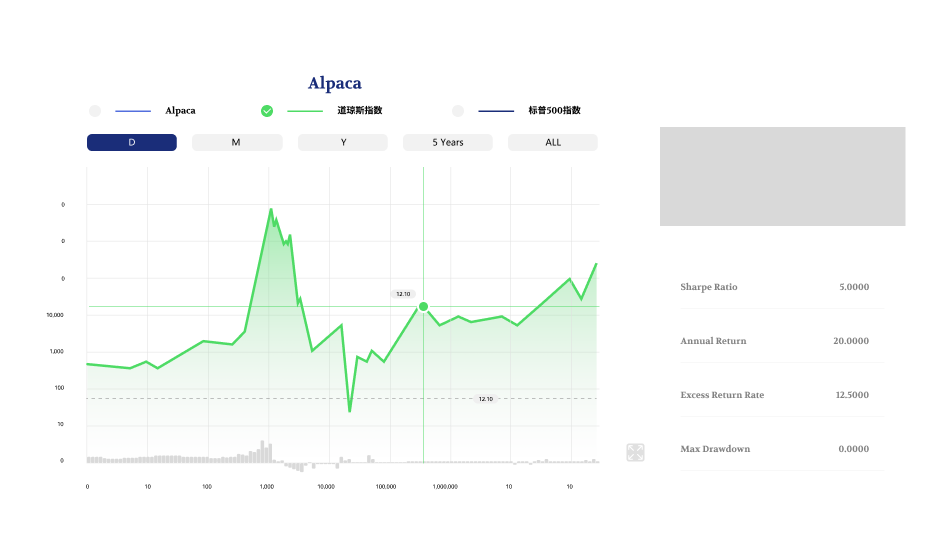 Alpaca
Alpaca 道琼斯指数 标普500指数
D M Y 5 Years ALL
0
0
0
10,000
1,000
100
10
0
12.10
12.10
0 10 100 1,000 10,000 100,000 1,000,000 10 10
Sharpe Ratio 5.0000
Annual Return 20.0000
Excess Return Rate 12.5000
Max Drawdown 0.0000